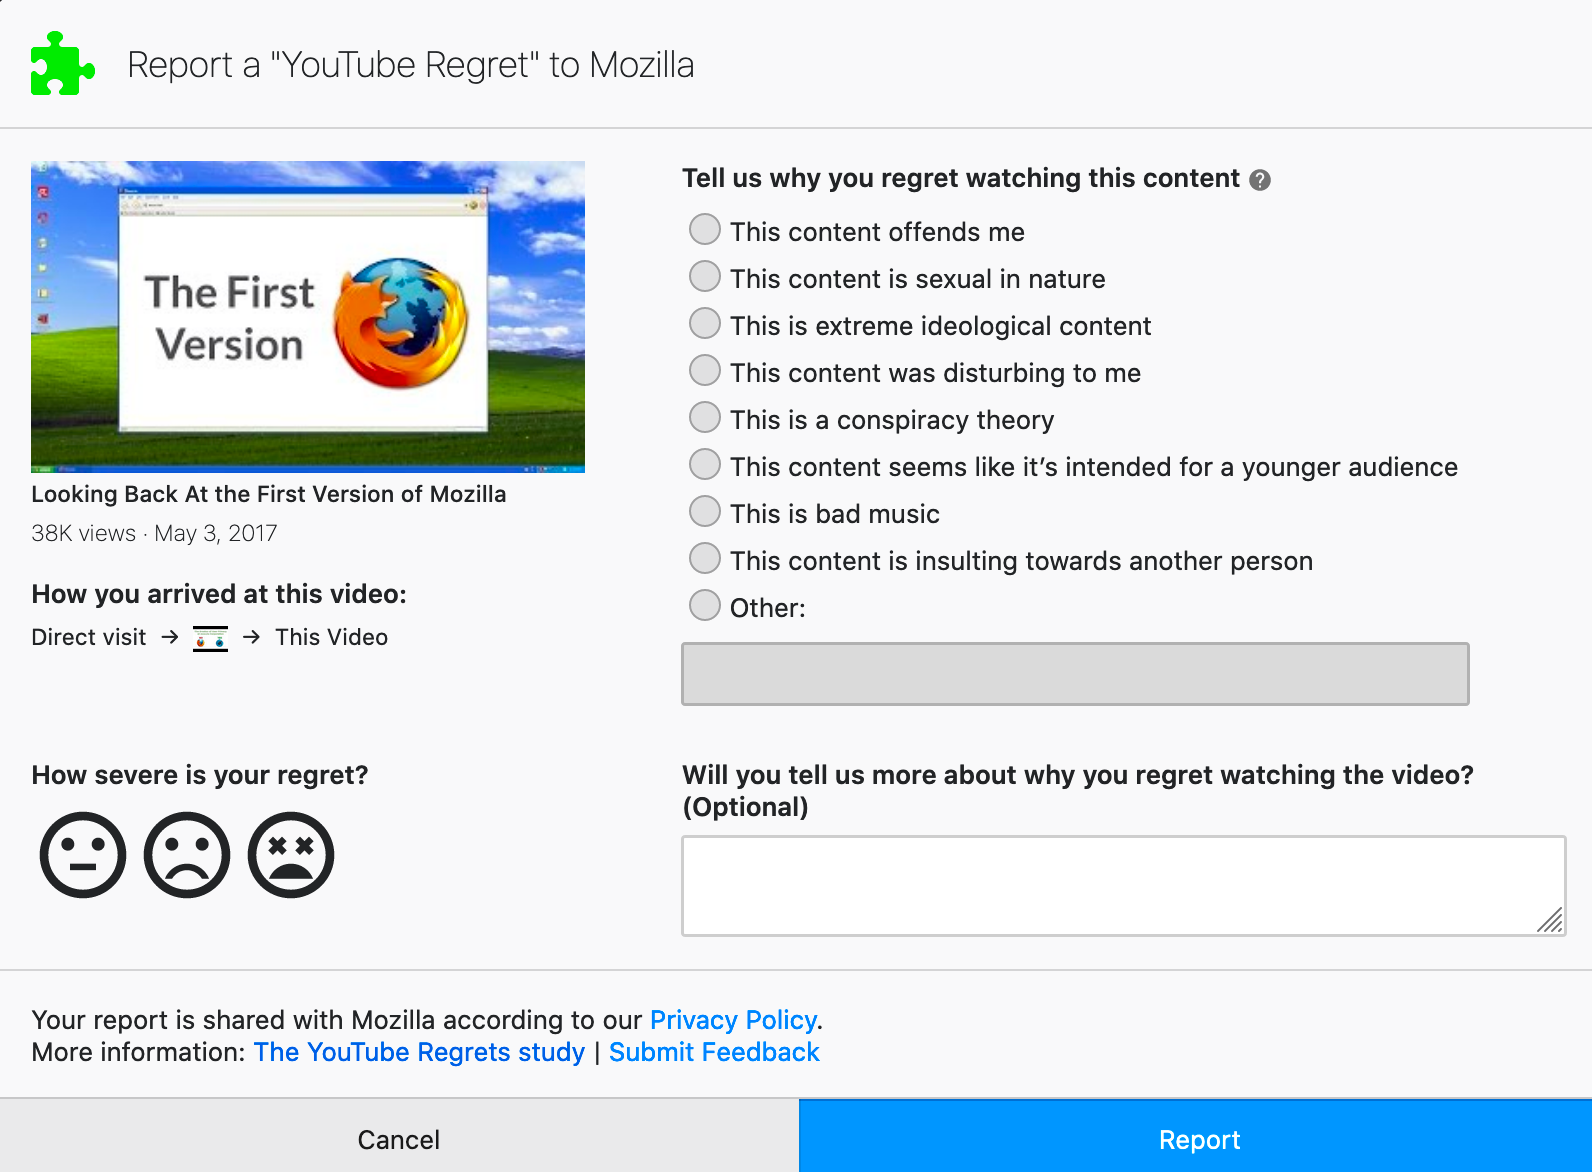 Report a "YouTube Regret" to Mozilla
The First
Version
Looking Back At the First Version of Mozilla
38K views · May 3, 2017
How you arrived at this video:
Direct visit → → This Video
How severe is your regret?
Tell us why you regret watching this content ?
This content offends me
This content is sexual in nature
This is extreme ideological content
This content was disturbing to me
This is a conspiracy theory
This content seems like it’s intended for a younger audience
This is bad music
This content is insulting towards another person
Other:
Will you tell us more about why you regret watching the video?
(Optional)
Your report is shared with Mozilla according to our Privacy Policy.
More information: The YouTube Regrets study | Submit Feedback
Cancel
Report